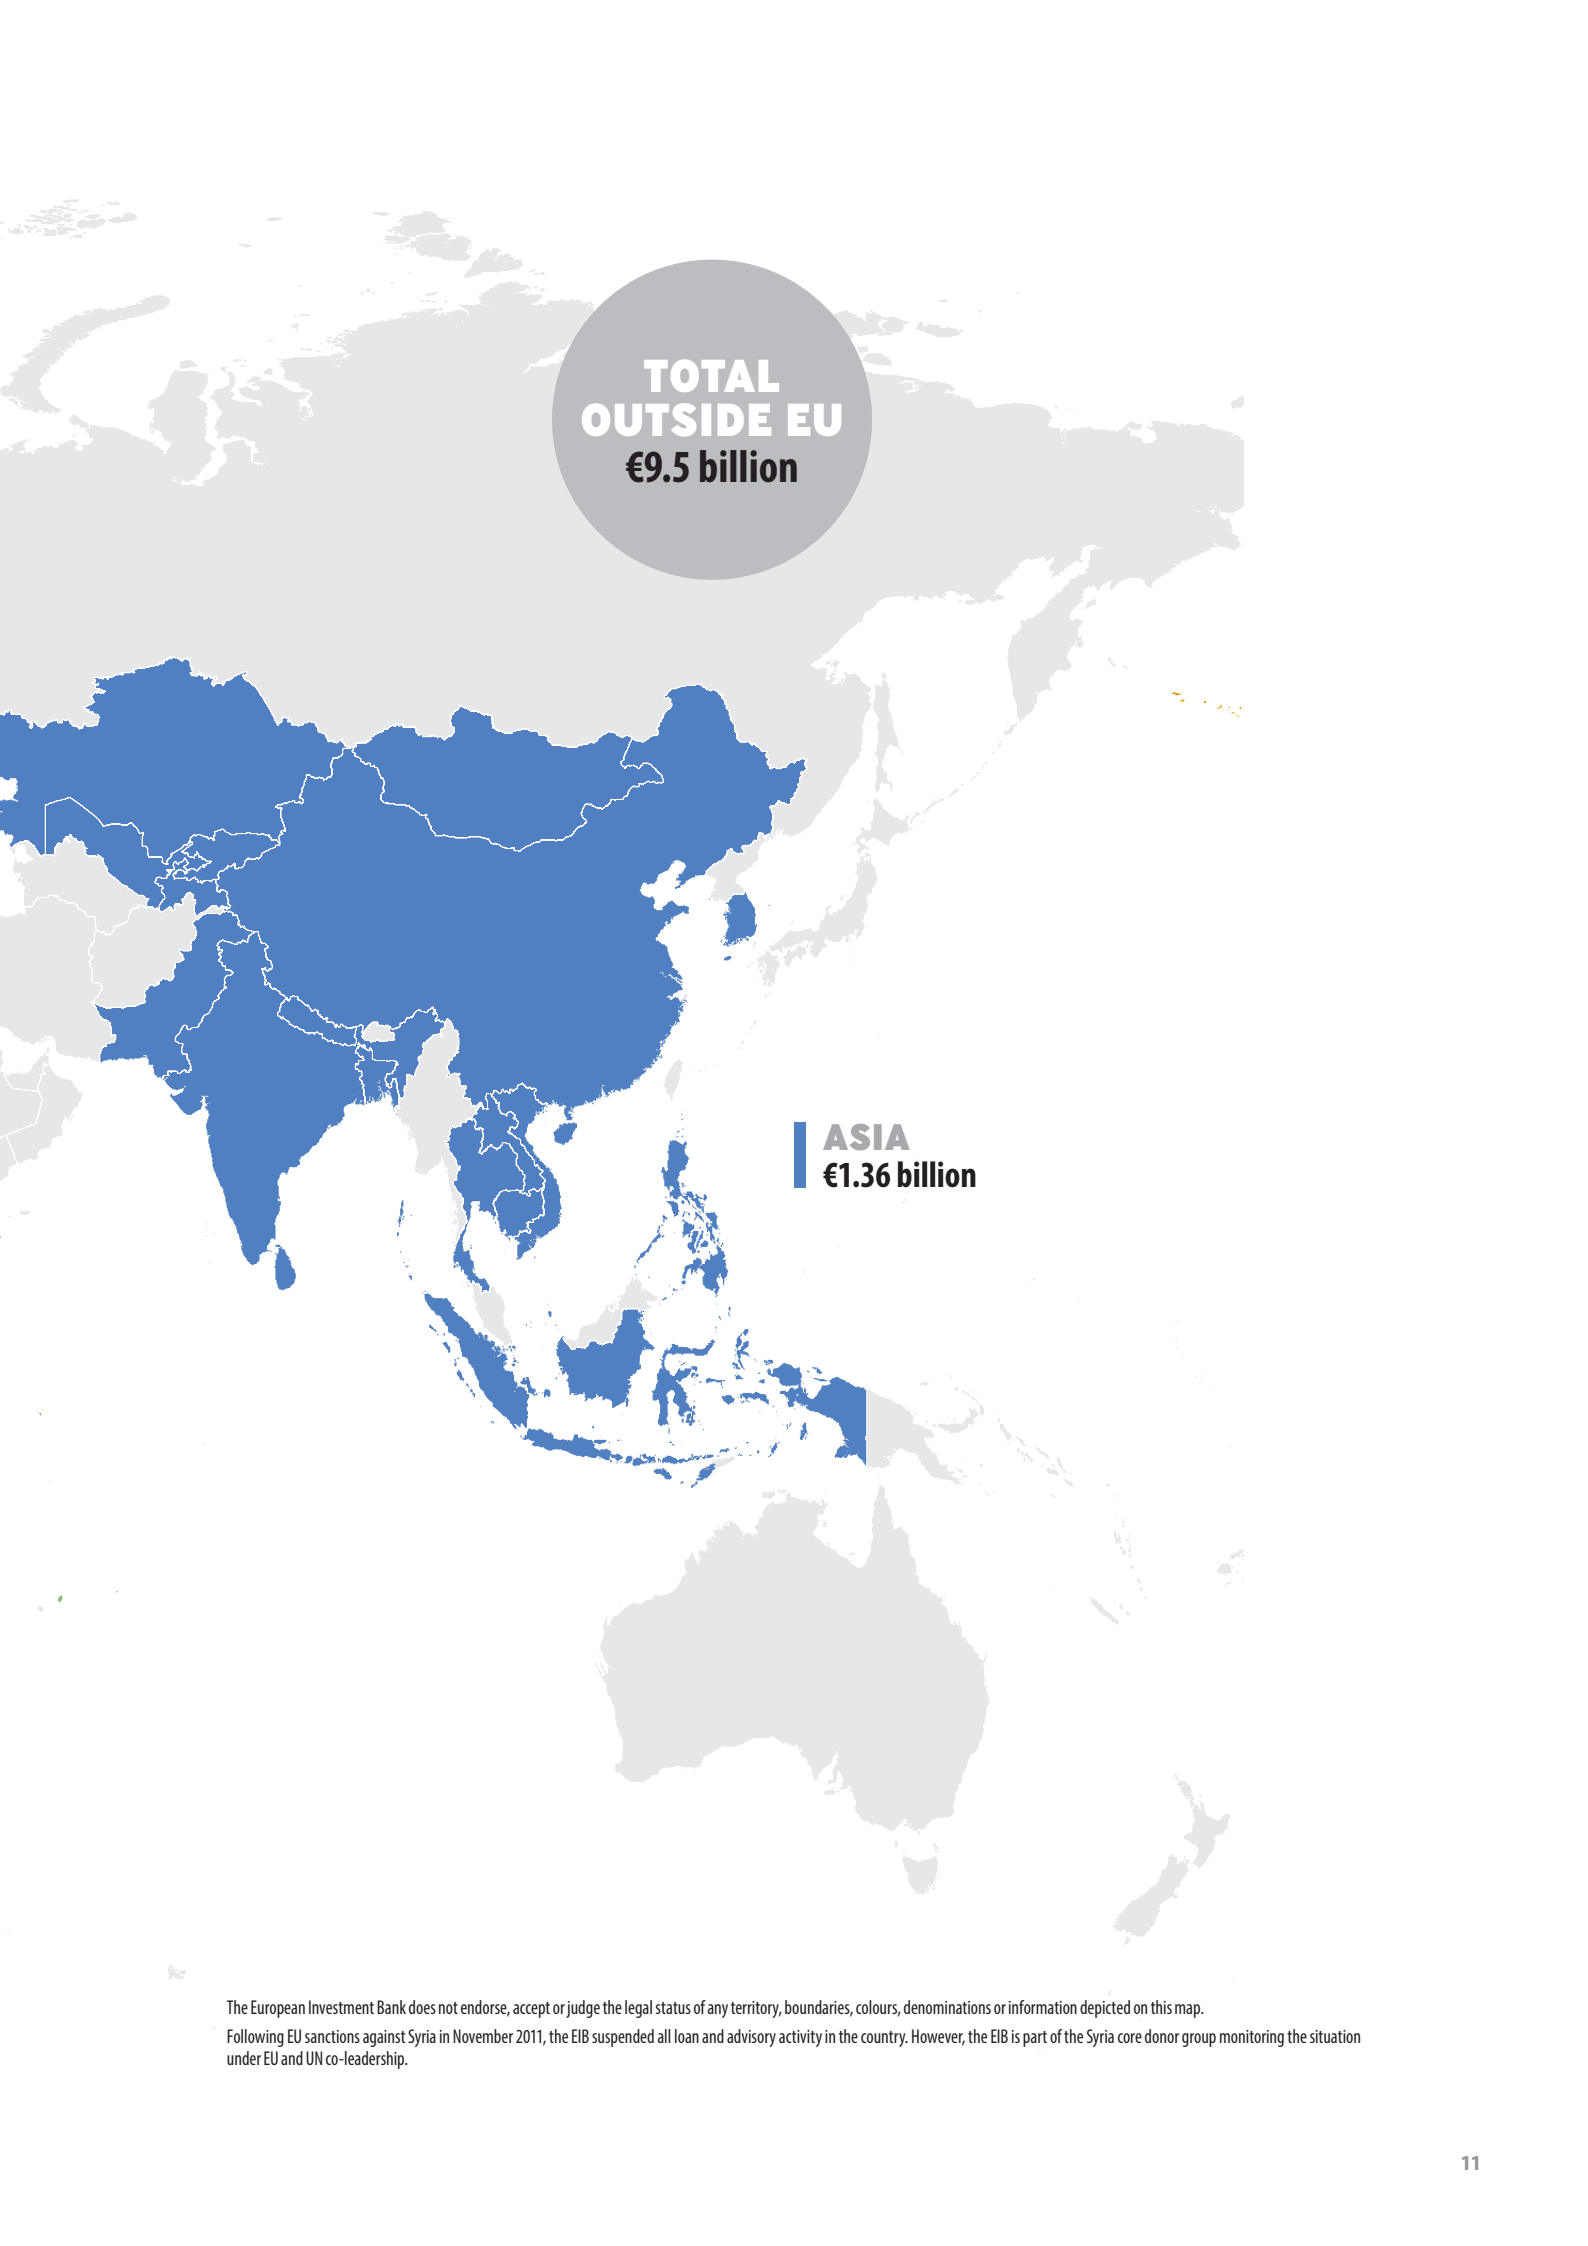 TOTAL
OUTSIDE EU
€9.5 billion
ASIA
€1.36 billion
The European Investment Bank does not endorse, accept or judge the legal status of any territory, boundaries, colours, denominations or information depicted on this map.
Following EU sanctions against Syria in November 2011, the EIB suspended all loan and advisory activity in the country. However, the EIB is part of the Syria core donor group monitoring the situation
under EU and UN co-leadership.
11